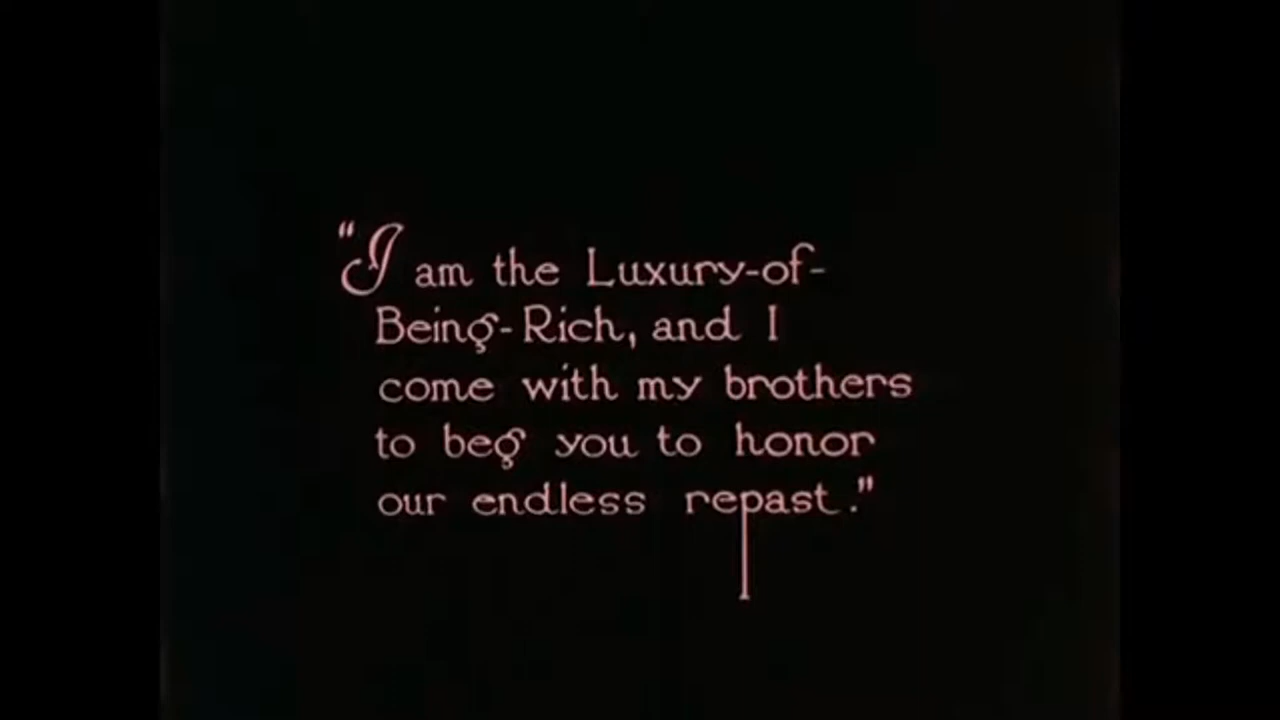 "I am the Luxury-of-
Being-Rich, and I
come with my brothers
to beg you to honor
our endless repast."